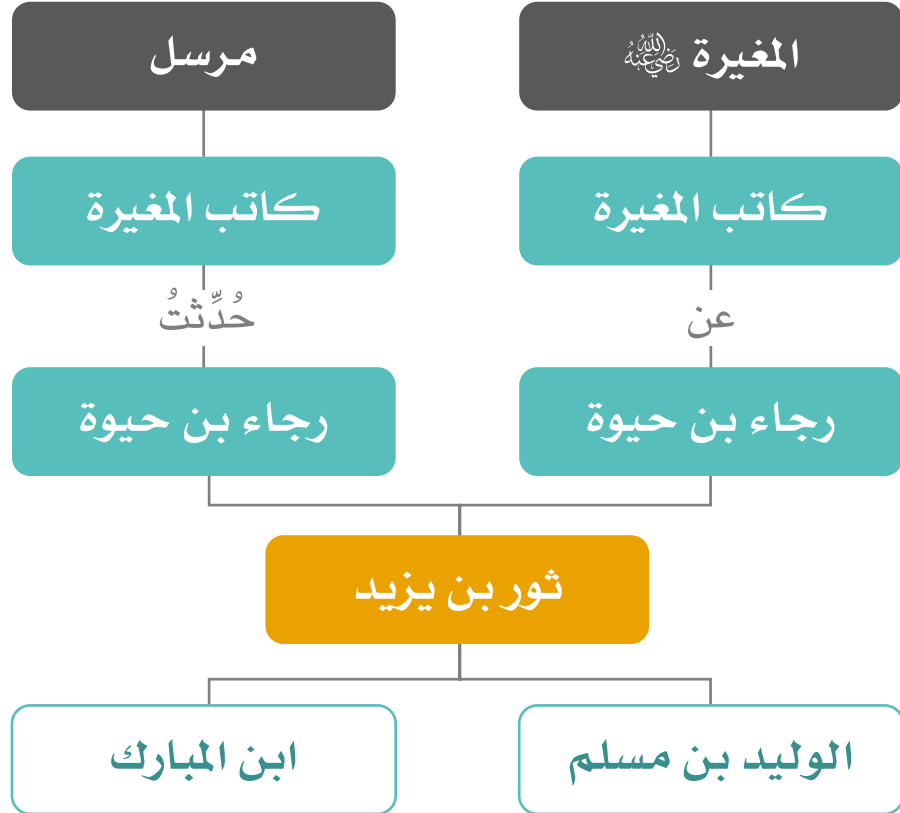 المغيرة رضي الله عنه
مرسل
كاتب المغيرة
كاتب المغيرة
عن
حُدِّثتُ
رجاء بن حيوة
رجاء بن حيوة
ثور بن يزيد
الوليد بن مسلم
ابن المبارك